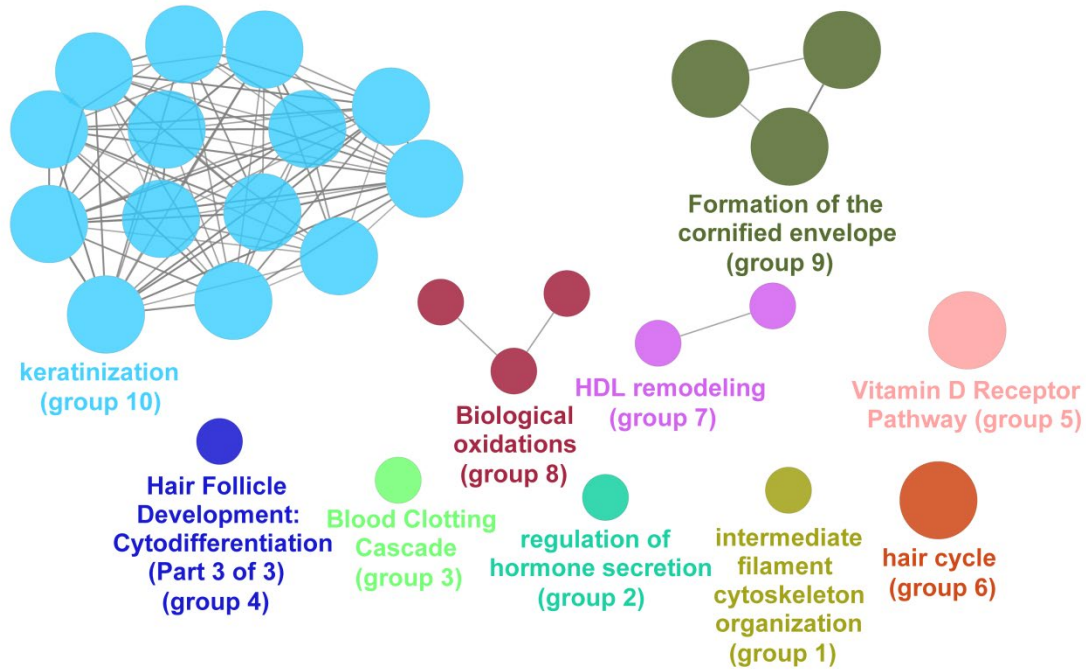 Formation of the
cornified envelope
(group 9)
keratinization
(group 10)
HDL remodeling
(group 7)
Vitamin D Receptor
Pathway (group 5)
Biological
oxidations
(group 8)
Hair Follicle
Development:
Cytodifferentiation
(Part 3 of 3)
(group 4)
Blood Clotting
Cascade
(group 3)
regulation of
hormone secretion
(group 2)
intermediate
filament
cytoskeleton
organization
(group 1)
hair cycle
(group 6)